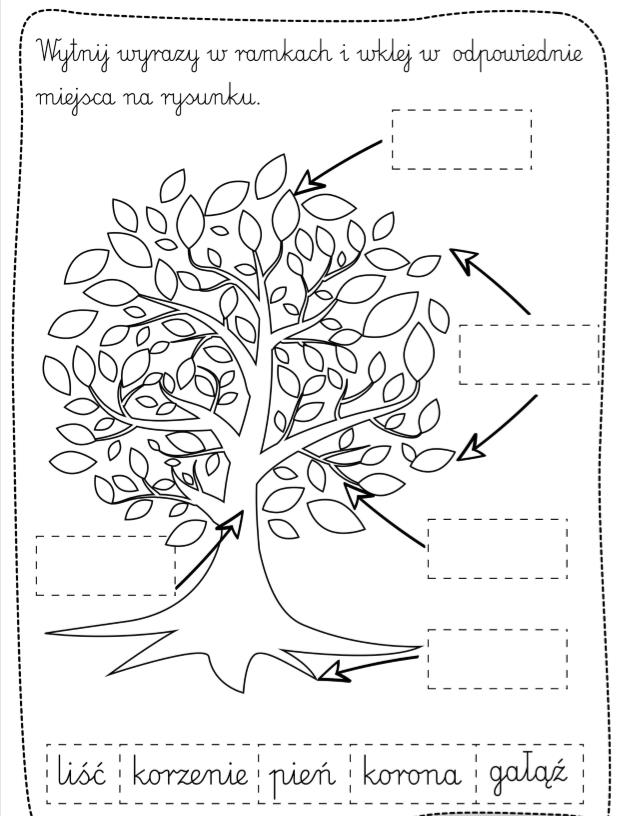 Wytnij wyrazy w ramkach i wklej w odpowiednie
miejsca na rysunku.
liść korzenie pień korona gałąź